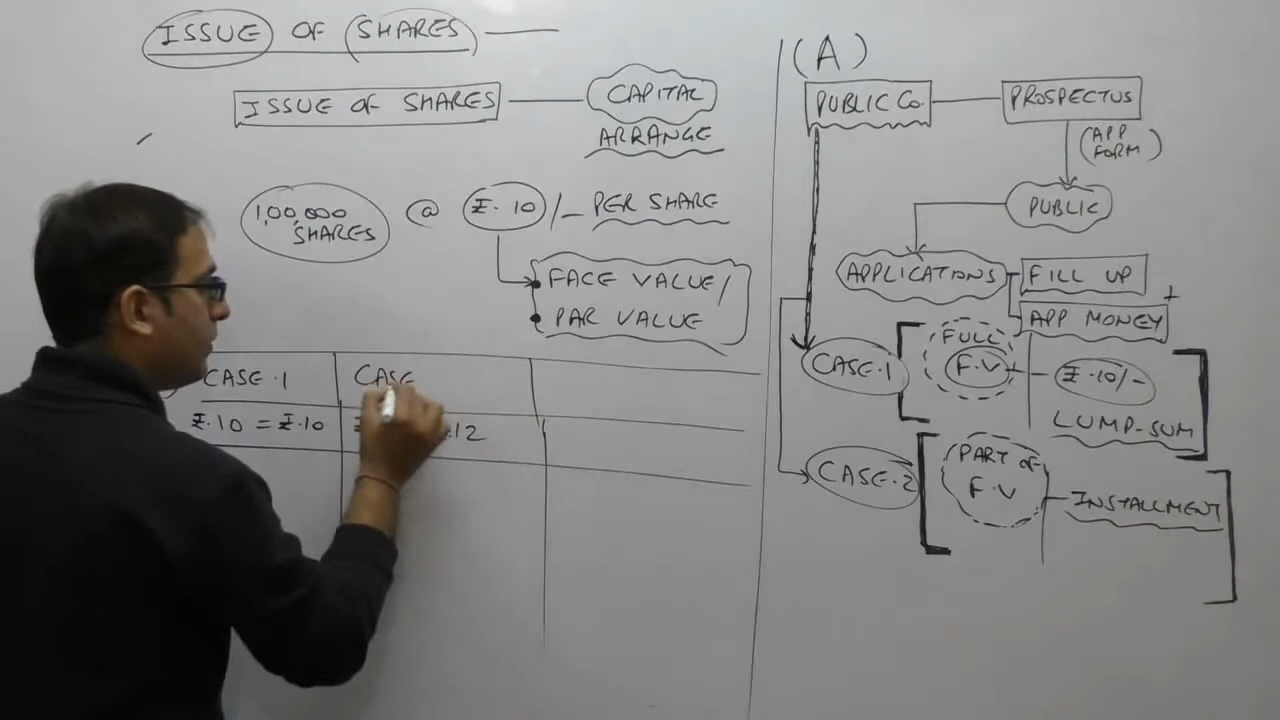 ISSUE OF SHARES
ISSUE OF SHARES
CAPITAL
ARRANGE
1,00,000 SHARES @ ₹.10/- PER SHARE
FACE VALUE/
PAR VALUE
CASE.1
CASE
₹.10 = ₹.10
.12
(A)
PUBLIC Co.
PROSPECTUS
(APP FORM)
PUBLIC
APPLICATIONS
FILL UP
+
APP MONEY
CASE.1
FULL
F.V
₹.10/-
LUMP-SUM
CASE.2
PART OF
F.V
INSTALLMENT